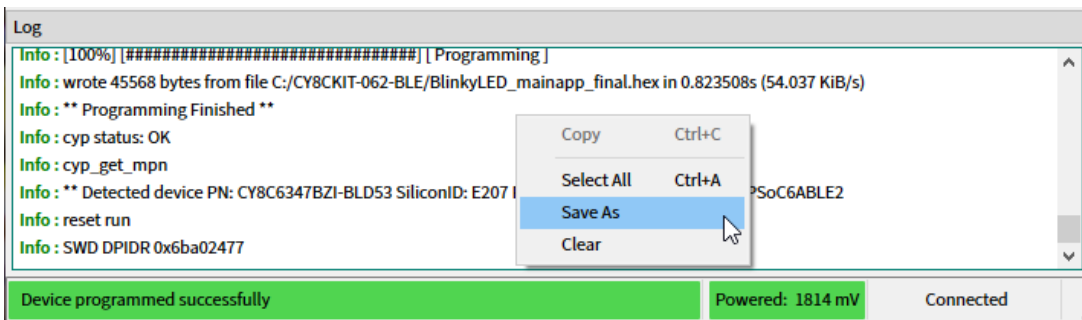 Log
Info : [100%] [################################] [ Programming ]
Info : wrote 45568 bytes from file C:/CY8CKIT-062-BLE/BlinkyLED_mainapp_final.hex in 0.823508s (54.037 KiB/s)
Info : ** Programming Finished **
Info : cyp status: OK
Info : cyp_get_mpn
Info : ** Detected device PN: CY8C6347BZI-BLD53 SiliconID: E207 PSoC6ABLE2
Info : reset run
Info : SWD DPIDR 0x6ba02477
Copy Ctrl+C
Select All Ctrl+A
Save As
Clear
Device programmed successfully
Powered: 1814 mV
Connected